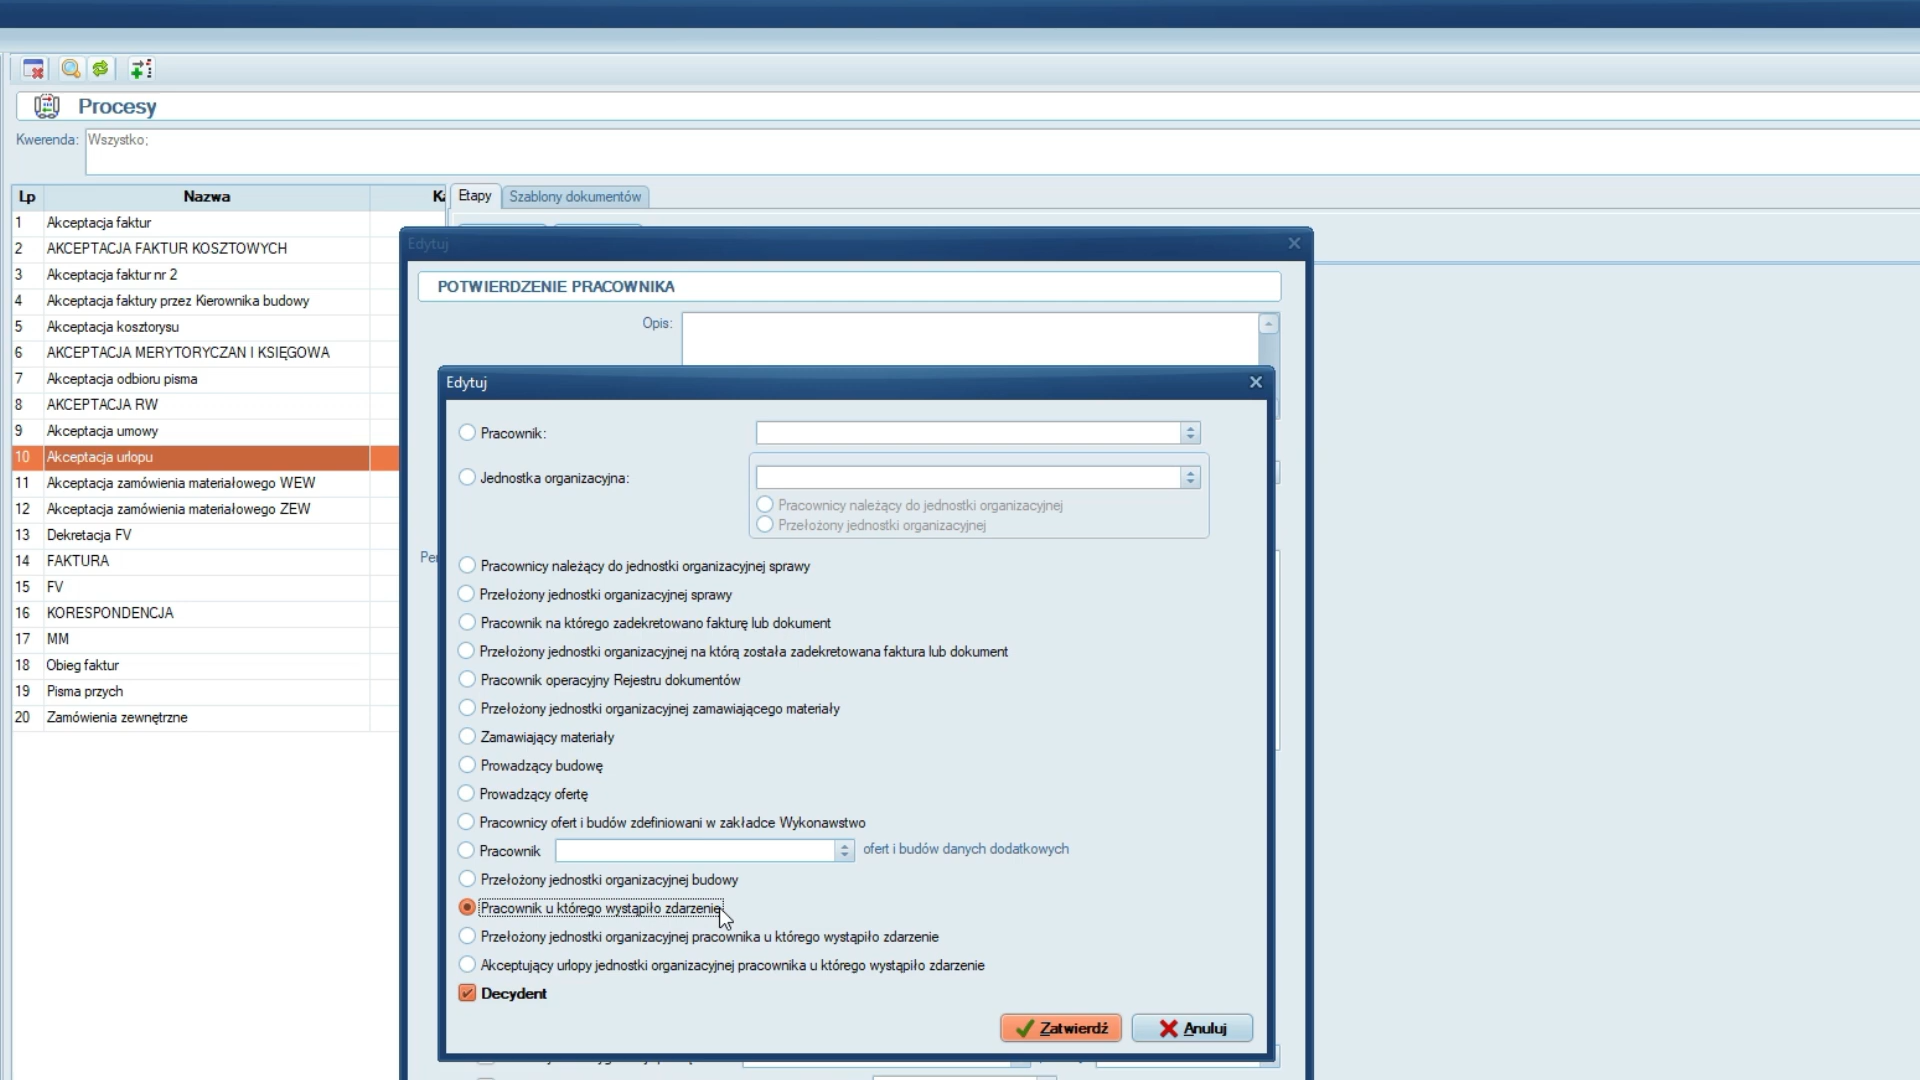 Procesy
Kwerenda: Wszystko;
Lp Nazwa
Etapy Szablony dokumentów
1 Akceptacja faktur
2 AKCEPTACJA FAKTUR KOSZTOWYCH
3 Akceptacja faktur nr 2
4 Akceptacja faktury przez Kierownika budowy
5 Akceptacja kosztorysu
6 AKCEPTACJA MERYTORYCZAN I KSIĘGOWA
7 Akceptacja odbioru pisma
8 AKCEPTACJA RW
9 Akceptacja umowy
10 Akceptacja urlopu
11 Akceptacja zamówienia materiałowego WEW
12 Akceptacja zamówienia materiałowego ZEW
13 Dekretacja FV
14 FAKTURA
15 FV
16 KORESPONDENCJA
17 MM
18 Obieg faktur
19 Pisma przych
20 Zamówienia zewnętrzne
Edytuj
POTWIERDZENIE PRACOWNIKA
Opis:
Edytuj
Pracownik:
Jednostka organizacyjna:
Pracownicy należący do jednostki organizacyjnej
Przełożony jednostki organizacyjnej
Pracownicy należący do jednostki organizacyjnej sprawy
Przełożony jednostki organizacyjnej sprawy
Pracownik na którego zadekretowano fakturę lub dokument
Przełożony jednostki organizacyjnej na którą została zadekretowana faktura lub dokument
Pracownik operacyjny Rejestru dokumentów
Przełożony jednostki organizacyjnej zamawiającego materiały
Zamawiający materiały
Prowadzący budowę
Prowadzący ofertę
Pracownicy ofert i budów zdefiniowani w zakładce Wykonawstwo
Pracownik ofert i budów danych dodatkowych
Przełożony jednostki organizacyjnej budowy
Pracownik u którego wystąpiło zdarzenie
Przełożony jednostki organizacyjnej pracownika u którego wystąpiło zdarzenie
Akceptujący urlopy jednostki organizacyjnej pracownika u którego wystąpiło zdarzenie
Decydent
Zatwierdź Anuluj